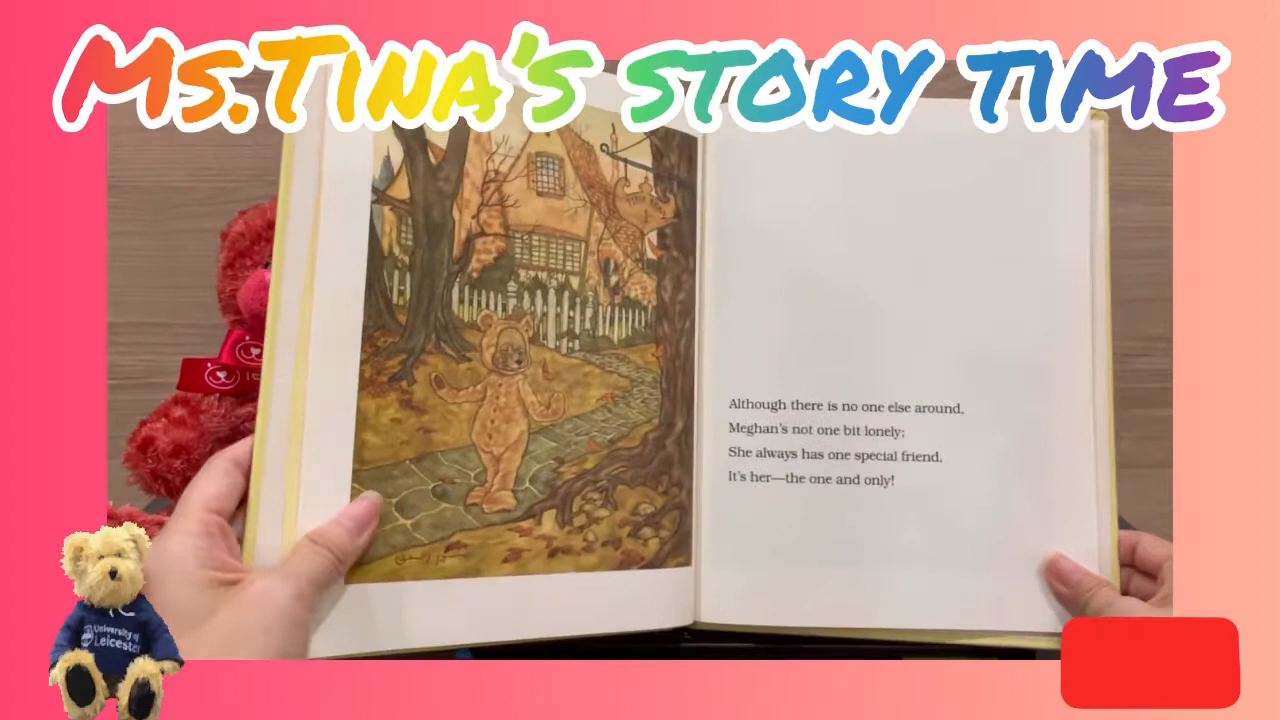 Ms.Tina's story time
Although there is no one else around,
Meghan's not one bit lonely;
She always has one special friend,
It's her—the one and only!
University of
Leicester